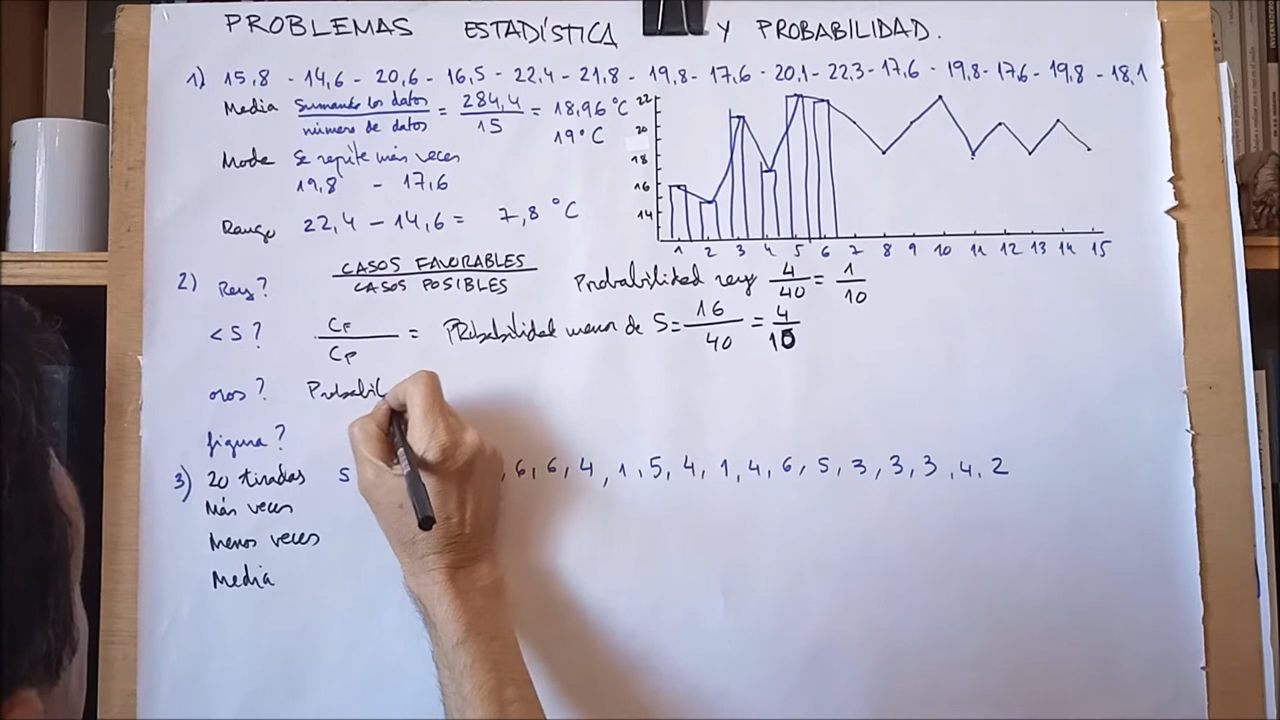 PROBLEMAS ESTADÍSTICA Y PROBABILIDAD.
1) 15,8 - 14,6 - 20,6 - 16,5 - 22,4 - 21,8 - 19,8 - 17,6 - 20,1 - 22,3 - 17,6 - 19,8 - 17,6 - 19,8 - 18,1
Media Sumando los datos / número de datos = 284,4 / 15 = 18,96 °C
19°C
Moda Se repite más veces
19,8 - 17,6
Rango 22,4 - 14,6 = 7,8 °C
22
20
18
16
14
1 2 3 4 5 6 7 8 9 10 11 12 13 14 15
2) Rey? CASOS FAVORABLES / CASOS POSIBLES Probabilidad rey 4/40 = 1/10
< 5? CF / CP = PRobabilidad menor de 5 = 16/40 = 4/10
oros? Probabil
figura?
3) 20 tiradas 5 , 6, 6, 4, 1, 5, 4, 1, 4, 6, 5, 3, 3, 3, 4, 2
Más veces
Menos veces
Media